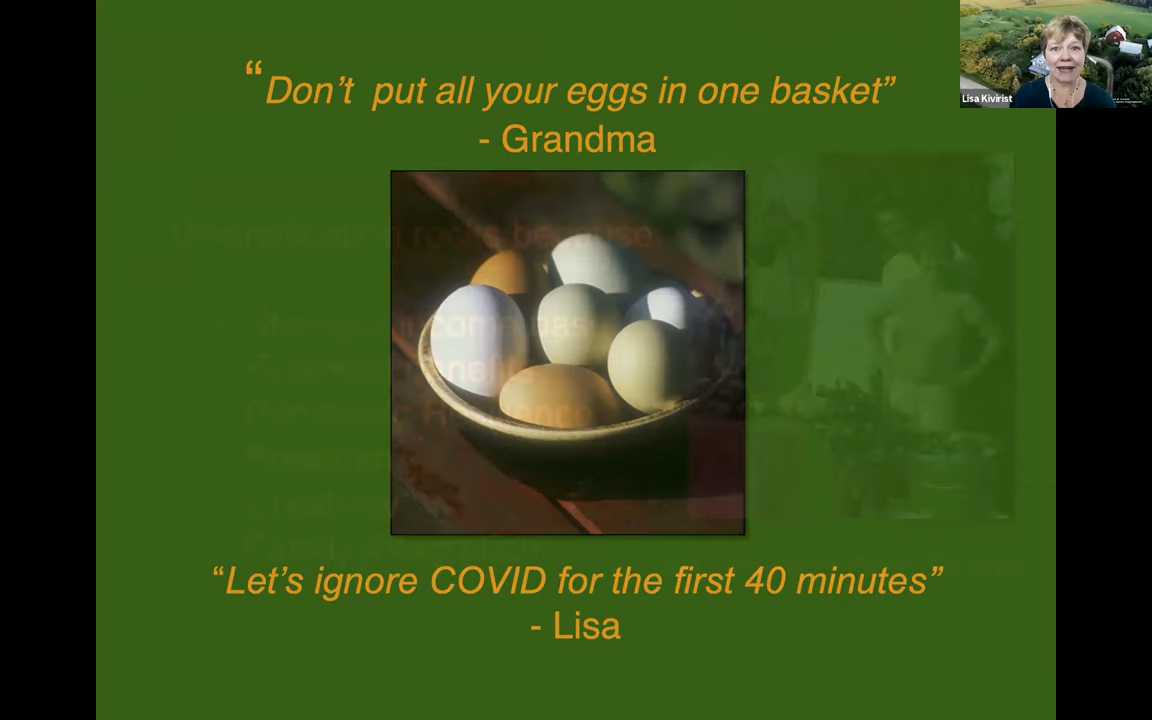 “Don’t  put all your eggs in one basket”
- Grandma
Lisa Kivirist
“Let’s ignore COVID for the first 40 minutes”
- Lisa